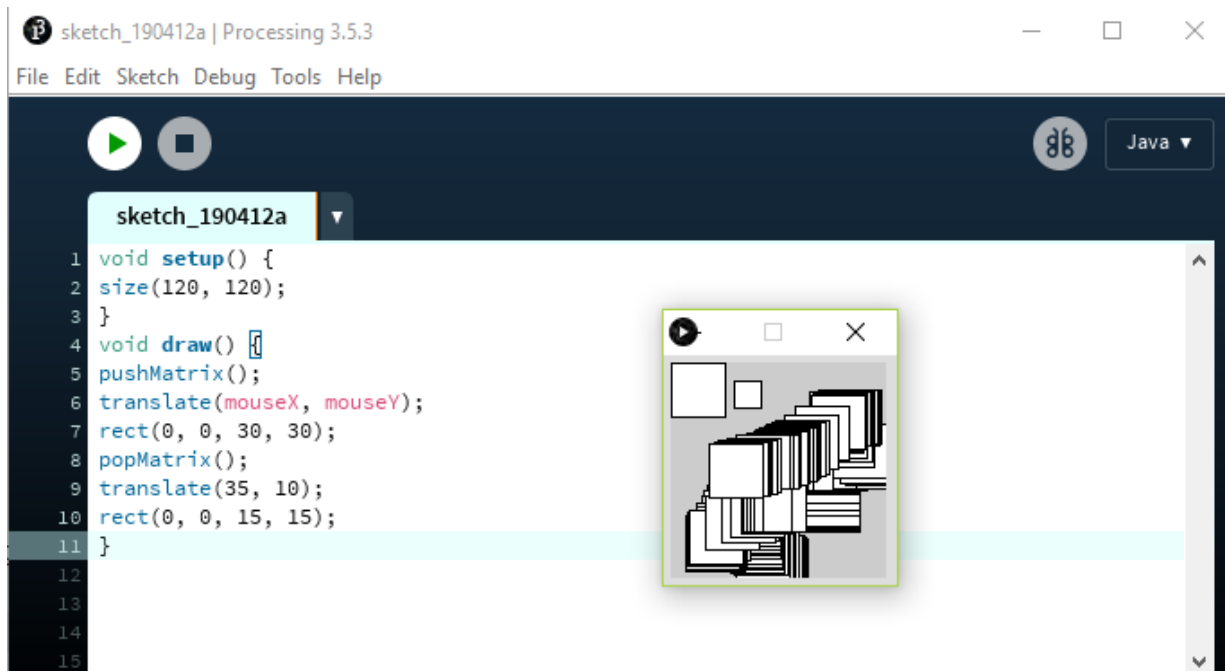 sketch_190412a | Processing 3.5.3
File Edit Sketch Debug Tools Help
Java ▼
sketch_190412a ▼
1 void setup() {
2 size(120, 120);
3 }
4 void draw() {
5 pushMatrix();
6 translate(mouseX, mouseY);
7 rect(0, 0, 30, 30);
8 popMatrix();
9 translate(35, 10);
10 rect(0, 0, 15, 15);
11 }
12
13
14
15